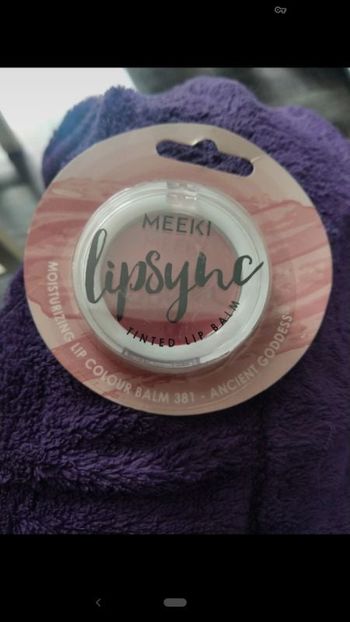 MEEKI
lipsync
TINTED LIP BALM
MOISTURIZING LIP COLOUR BALM 381 - ANCIENT GODDESS